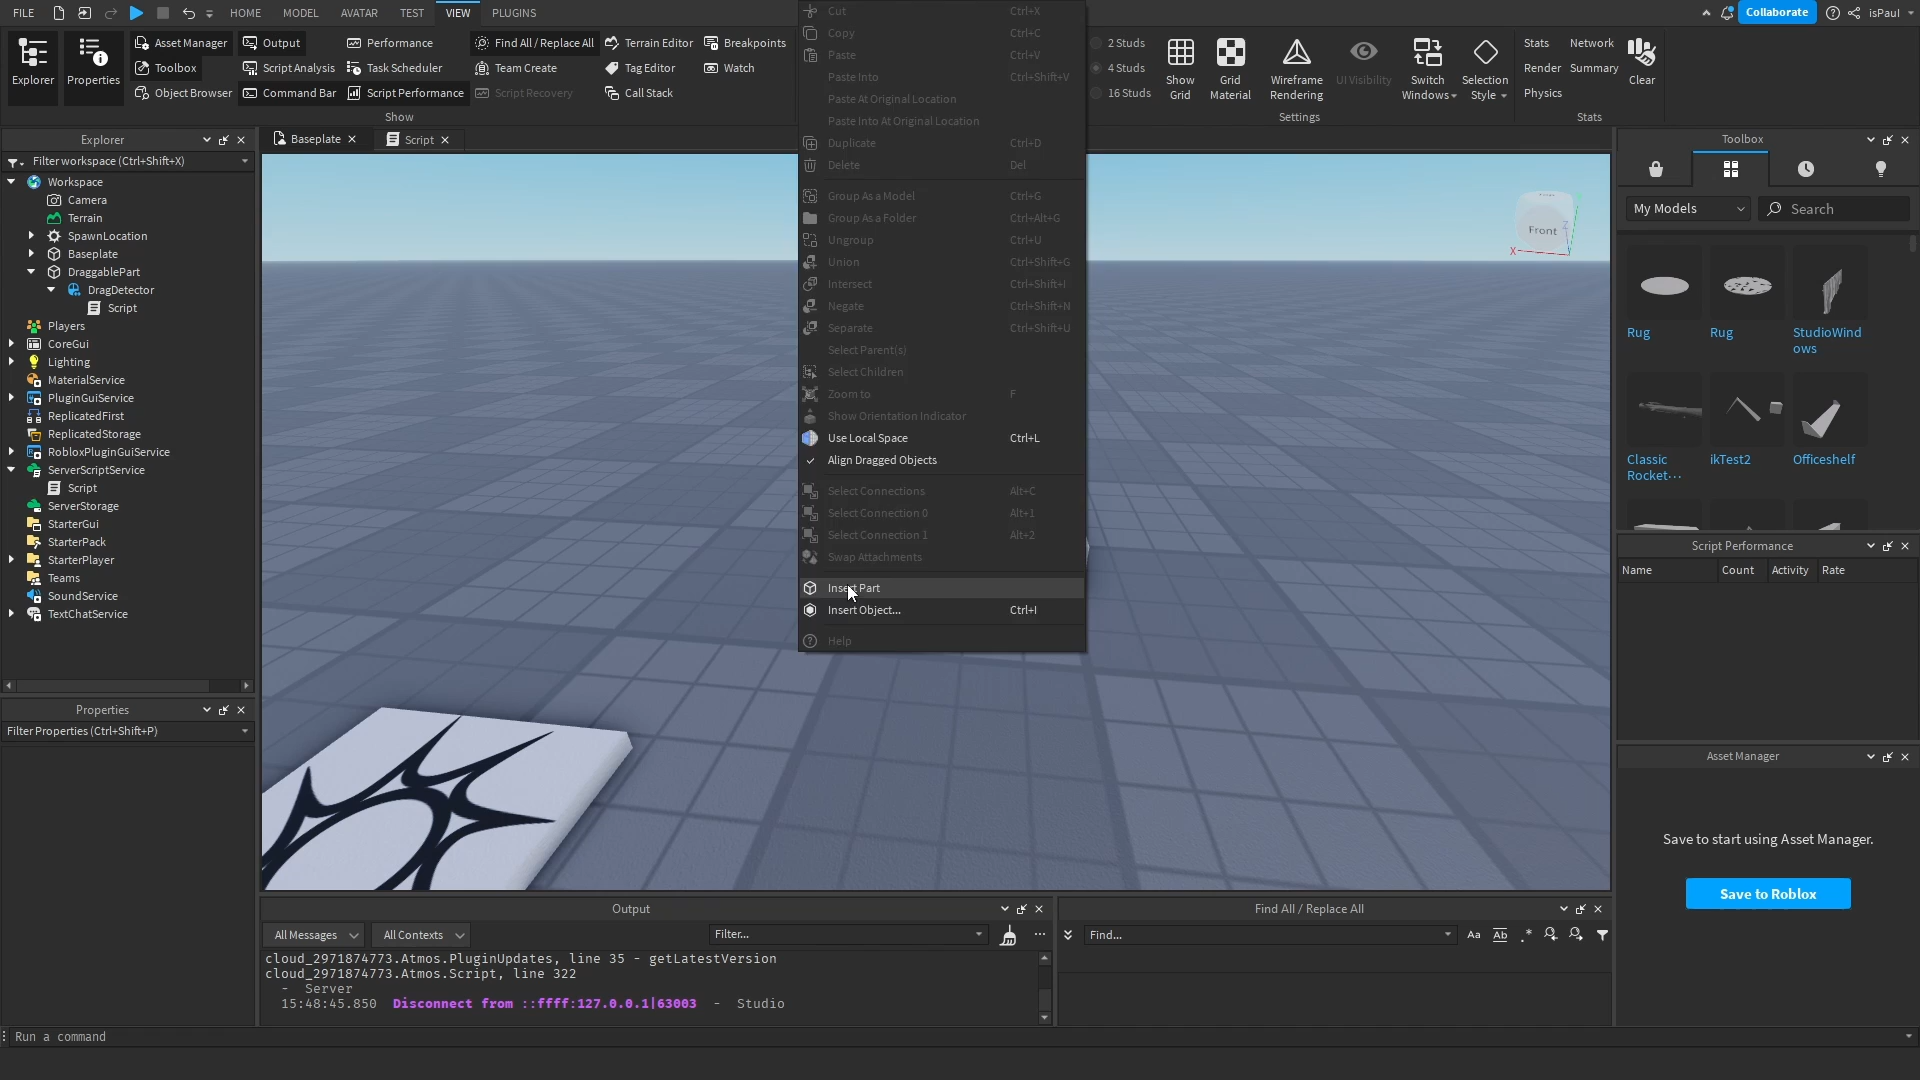 FILE HOME MODEL AVATAR TEST VIEW PLUGINS
Collaborate isPaul
Explorer
Properties
Asset Manager Output Performance Find All / Replace All Terrain Editor Breakpoints
Toolbox Script Analysis Task Scheduler Team Create Tag Editor Watch
Object Browser Command Bar Script Performance Script Recovery Call Stack
Show
2 Studs
4 Studs
16 Studs
Show
Grid
Grid
Material
Wireframe
Rendering
UI Visibility
Switch
Windows
Selection
Style
Settings
Stats Network
Render Summary
Physics
Clear
Stats
Explorer
Filter workspace (Ctrl+Shift+X)
Workspace
Camera
Terrain
SpawnLocation
Baseplate
DraggablePart
DragDetector
Script
Players
CoreGui
Lighting
MaterialService
PluginGuiService
ReplicatedFirst
ReplicatedStorage
RobloxPluginGuiService
ServerScriptService
Script
ServerStorage
StarterGui
StarterPack
StarterPlayer
Teams
SoundService
TextChatService
Properties
Filter Properties (Ctrl+Shift+P)
Baseplate Script
Cut Ctrl+X
Copy Ctrl+C
Paste Ctrl+V
Paste Into Ctrl+Shift+V
Paste At Original Location
Paste Into At Original Location
Duplicate Ctrl+D
Delete Del
Group As a Model Ctrl+G
Group As a Folder Ctrl+Alt+G
Ungroup Ctrl+U
Union Ctrl+Shift+G
Intersect Ctrl+Shift+I
Negate Ctrl+Shift+N
Separate Ctrl+Shift+U
Select Parent(s)
Select Children
Zoom to F
Show Orientation Indicator
Use Local Space Ctrl+L
Align Dragged Objects
Select Connections Alt+C
Select Connection 0 Alt+1
Select Connection 1 Alt+2
Swap Attachments
Insert Part
Insert Object... Ctrl+I
Help
Front
X
Z
Toolbox
My Models Search
Rug
Rug
StudioWind
ows
Classic
Rocket...
ikTest2
Officeshelf
Script Performance
Name Count Activity Rate
Asset Manager
Save to start using Asset Manager.
Save to Roblox
Output
All Messages All Contexts Filter...
cloud_2971874773.Atmos.PluginUpdates, line 35 - getLatestVersion
cloud_2971874773.Atmos.Script, line 322
- Server
15:48:45.850 Disconnect from ::ffff:127.0.0.1|63003 - Studio
Find All / Replace All
Find... Aa Ab .*
Run a command